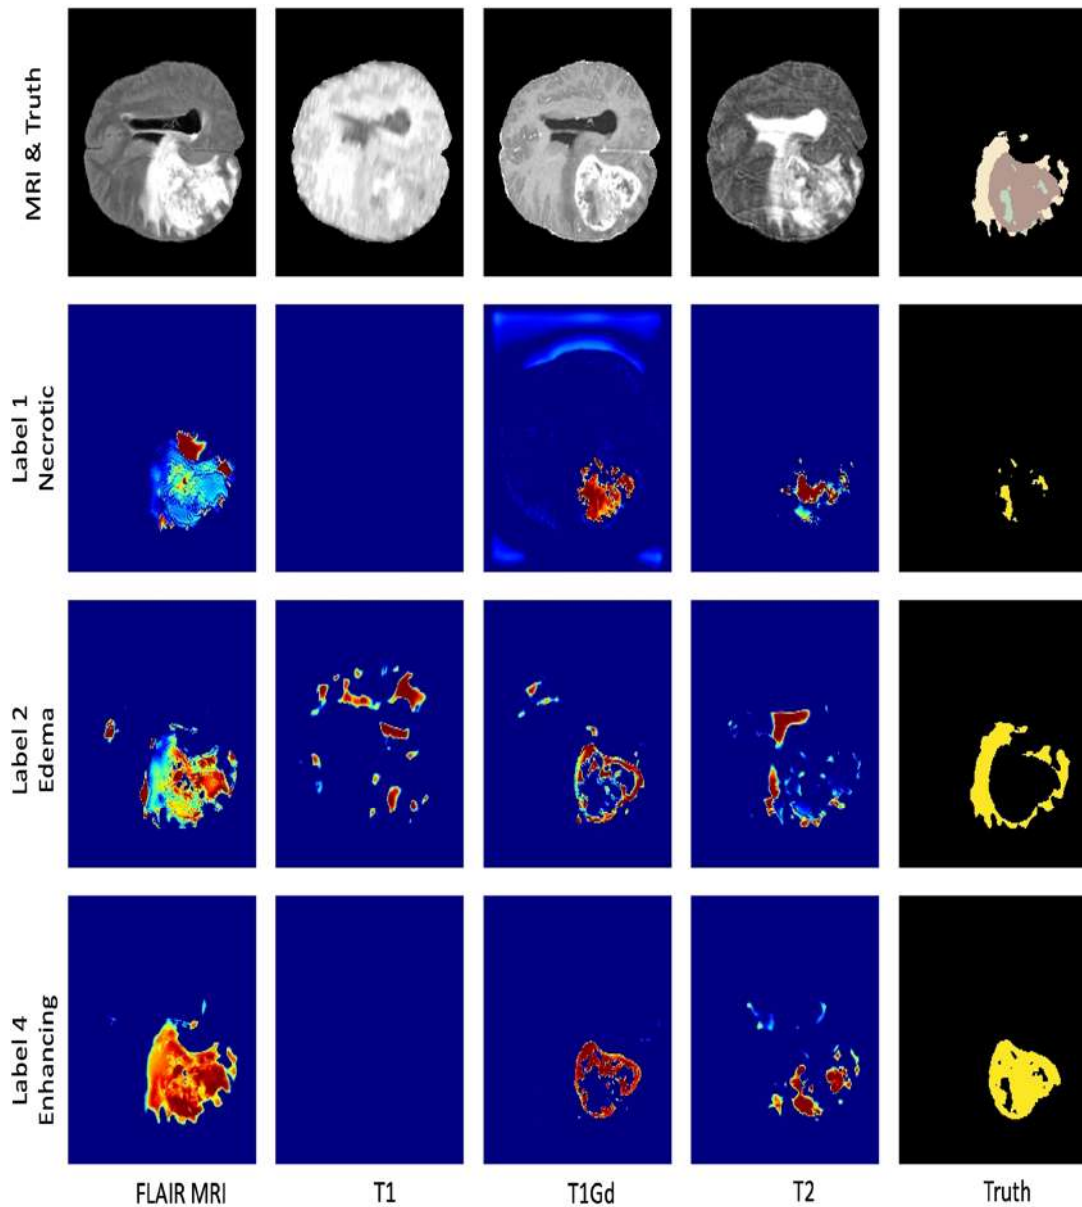 MRI & Truth
Label 1
Necrotic
Label 2
Edema
Label 4
Enhancing
FLAIR MRI
T1
T1Gd
T2
Truth